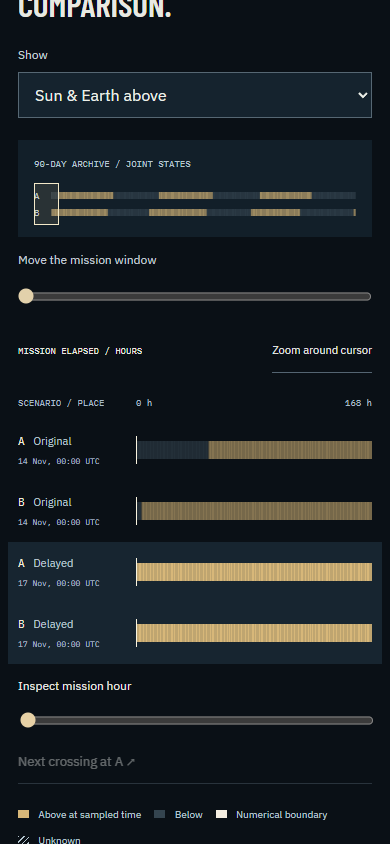 COMPARISON.
Show
Sun & Earth above
90-DAY ARCHIVE / JOINT STATES
A
B
Move the mission window
MISSION ELAPSED / HOURS
Zoom around cursor
SCENARIO / PLACE 0 h 168 h
A Original
14 Nov, 00:00 UTC
B Original
14 Nov, 00:00 UTC
A Delayed
17 Nov, 00:00 UTC
B Delayed
17 Nov, 00:00 UTC
Inspect mission hour
Next crossing at A ↗
Above at sampled time Below Numerical boundary
Unknown